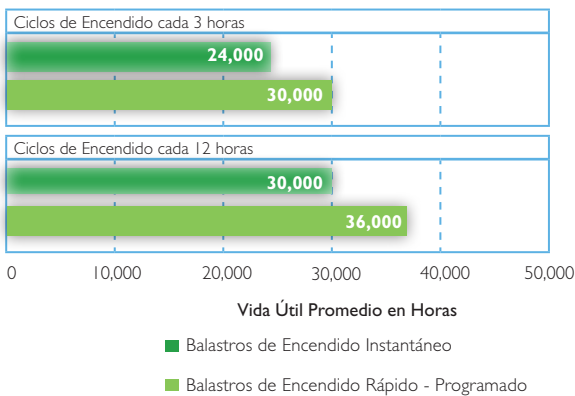 Ciclos de Encendido cada 3 horas
24,000
30,000
Ciclos de Encendido cada 12 horas
30,000
36,000
0 10,000 20,000 30,000 40,000 50,000
Vida Útil Promedio en Horas
Balastros de Encendido Instantáneo
Balastros de Encendido Rápido - Programado